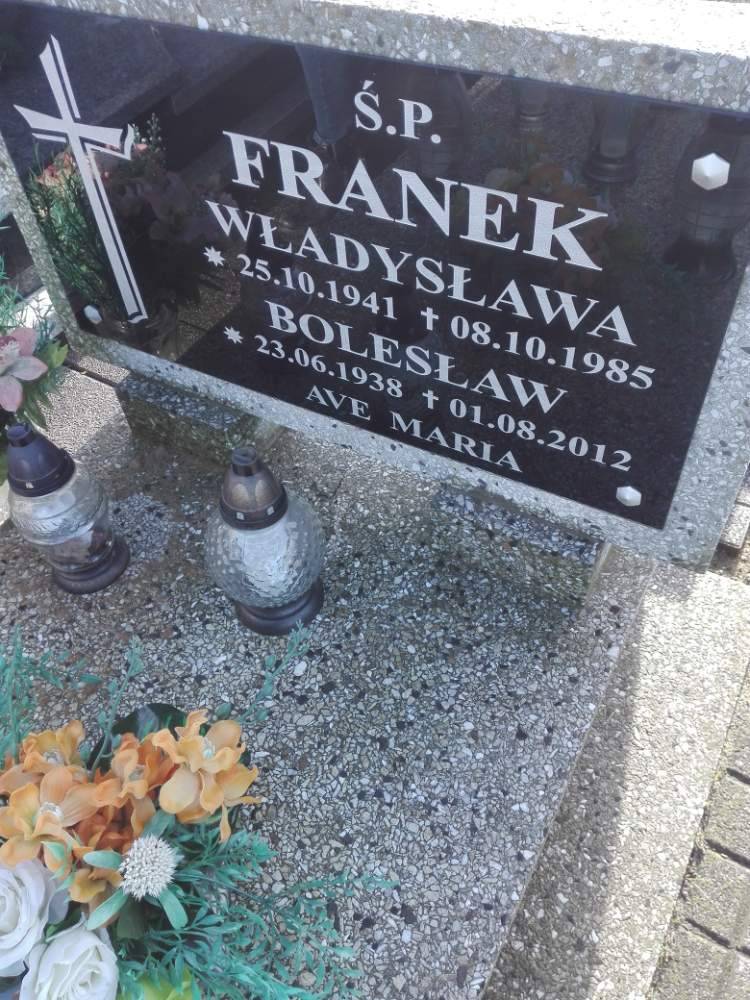 Ś.P.
FRANEK
WŁADYSŁAWA
* 25.10.1941 † 08.10.1985
BOLESŁAW
* 23.06.1938 † 01.08.2012
AVE MARIA